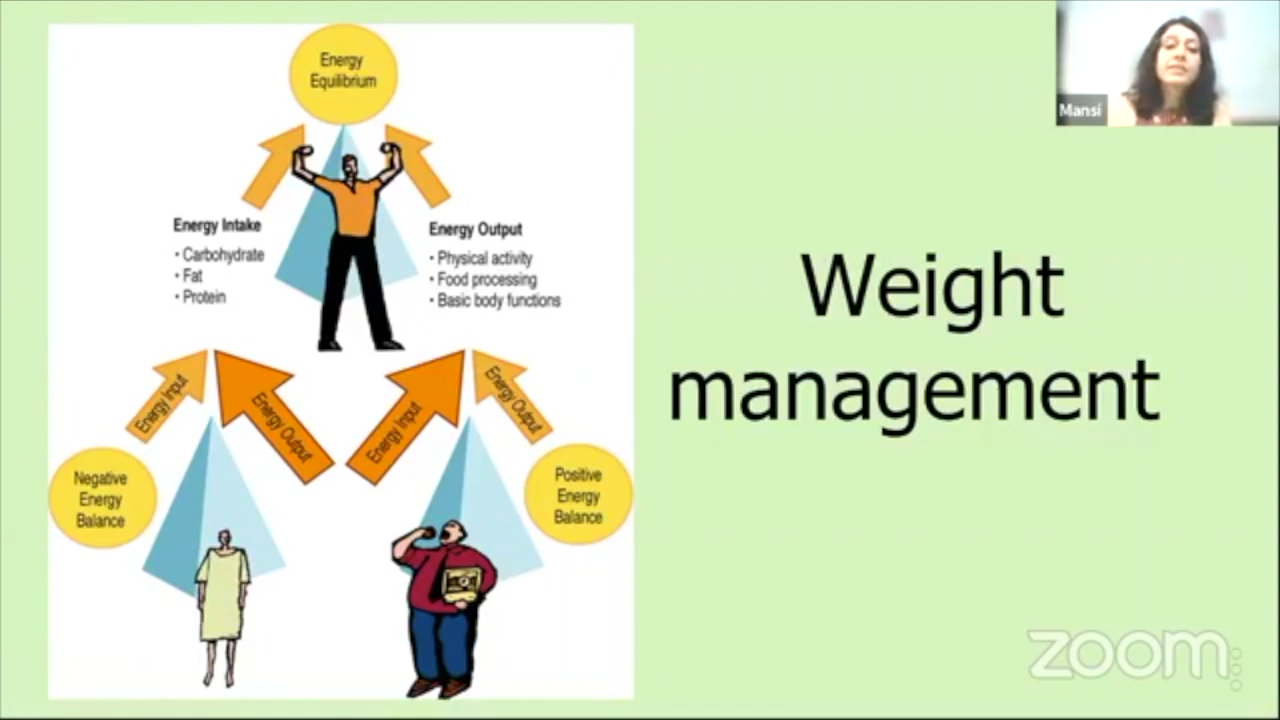 Energy
Equilibrium
Mansi
Energy Intake
• Carbohydrate
• Fat
• Protein
Energy Output
• Physical activity
• Food processing
• Basic body functions
Weight
management
Energy Input
Energy Output
Energy Input
Energy Output
Negative
Energy
Balance
Positive
Energy
Balance
zoom